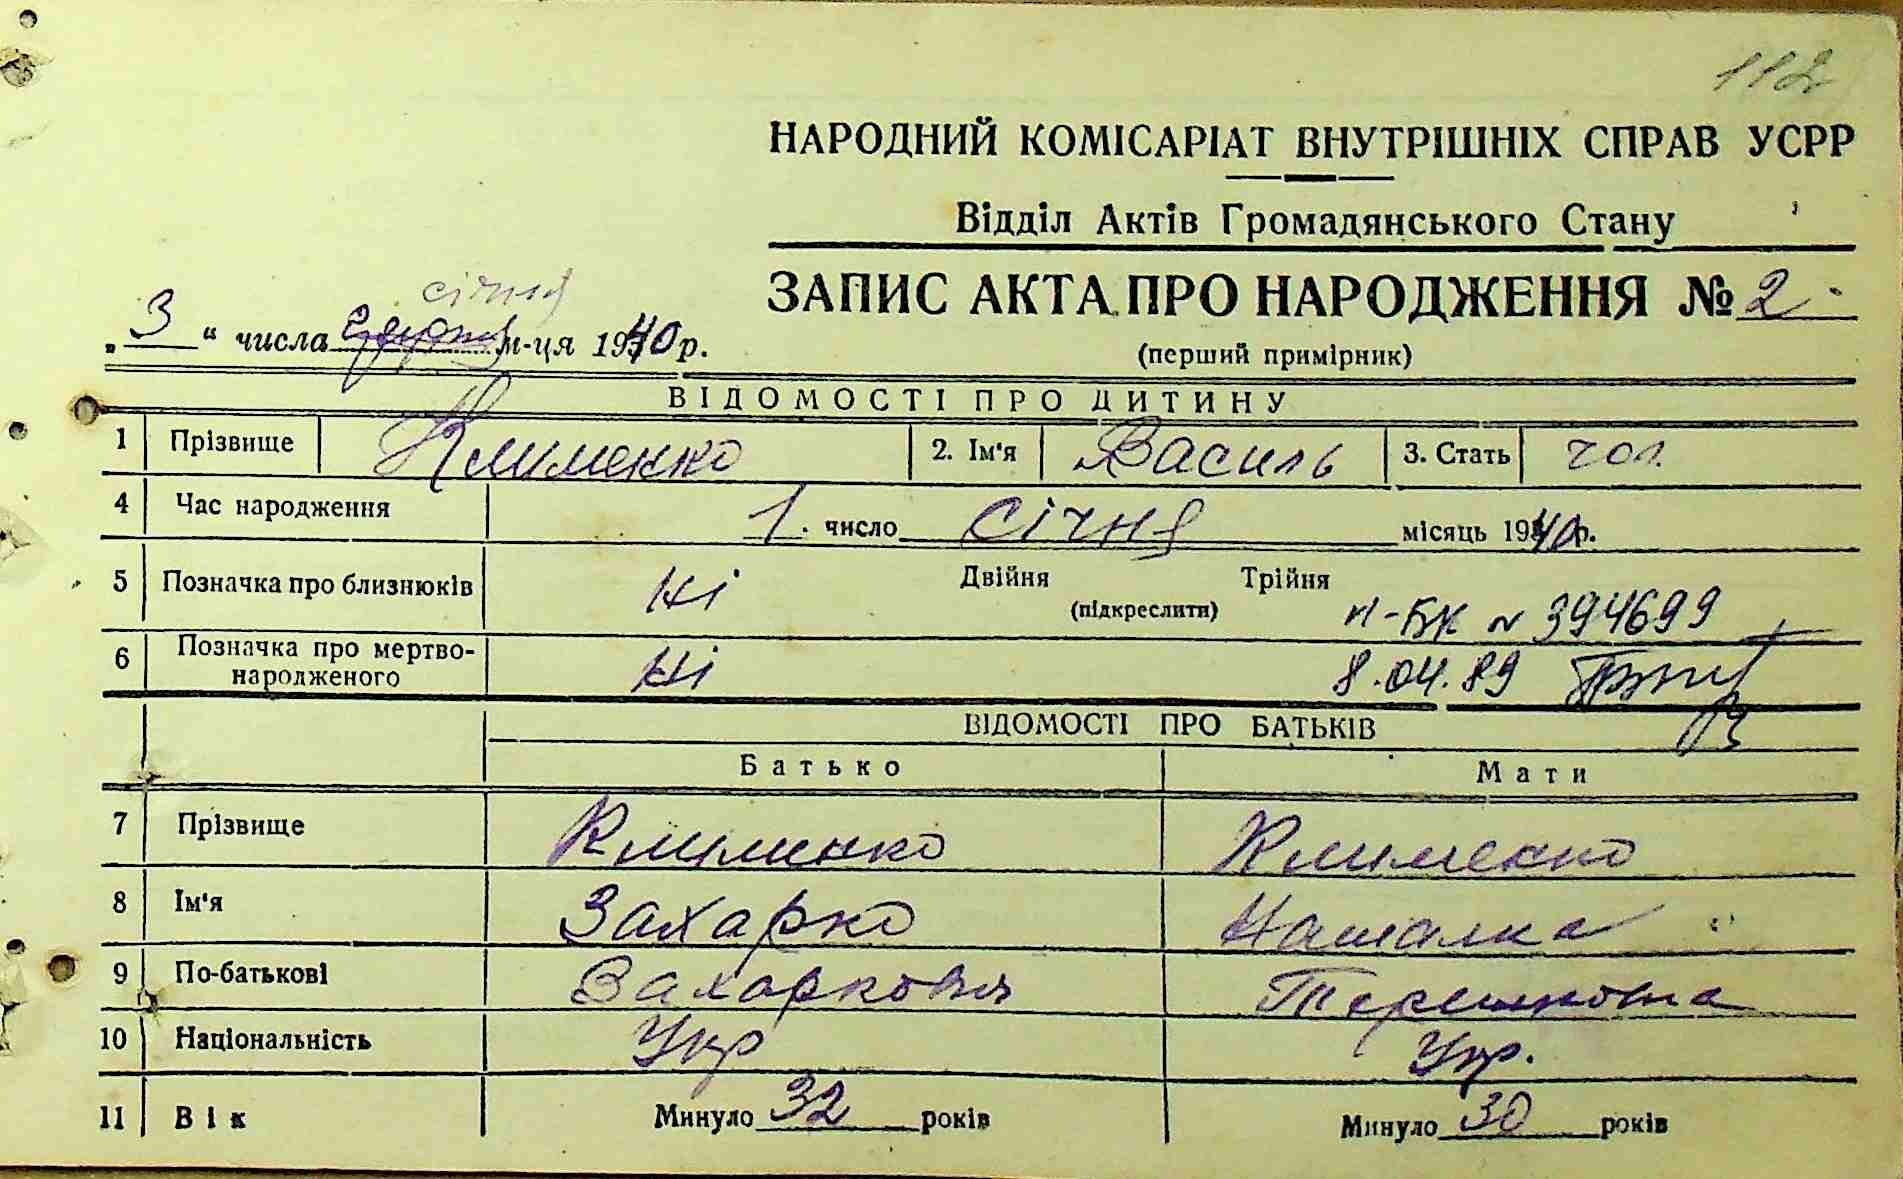 112
НАРОДНИЙ КОМІСАРІАТ ВНУТРІШНІХ СПРАВ УСРР
Відділ Актів Громадянського Стану
ЗАПИС АКТА ПРО НАРОДЖЕННЯ № 2
січня
„ 3 “ числа м-ця 1940 р.
(перший примірник)
ВІДОМОСТІ ПРО ДИТИНУ
1 Прізвище Клименко 2. Ім'я Василь 3. Стать чол.
4 Час народження 1. число січня місяць 1940 р.
5 Позначка про близнюків ні Двійня Трійня
(підкреслити)
ІІ-БК № 394699
6 Позначка про мертво-
народженого ні 8.04.89
ВІДОМОСТІ ПРО БАТЬКІВ
Батько Мати
7 Прізвище Клименко Клименко
8 Ім'я Захарко Наталка
9 По-батькові Захаркович Терешковна
10 Національність Укр Укр.
11 Вік Минуло 32 років Минуло 30 років